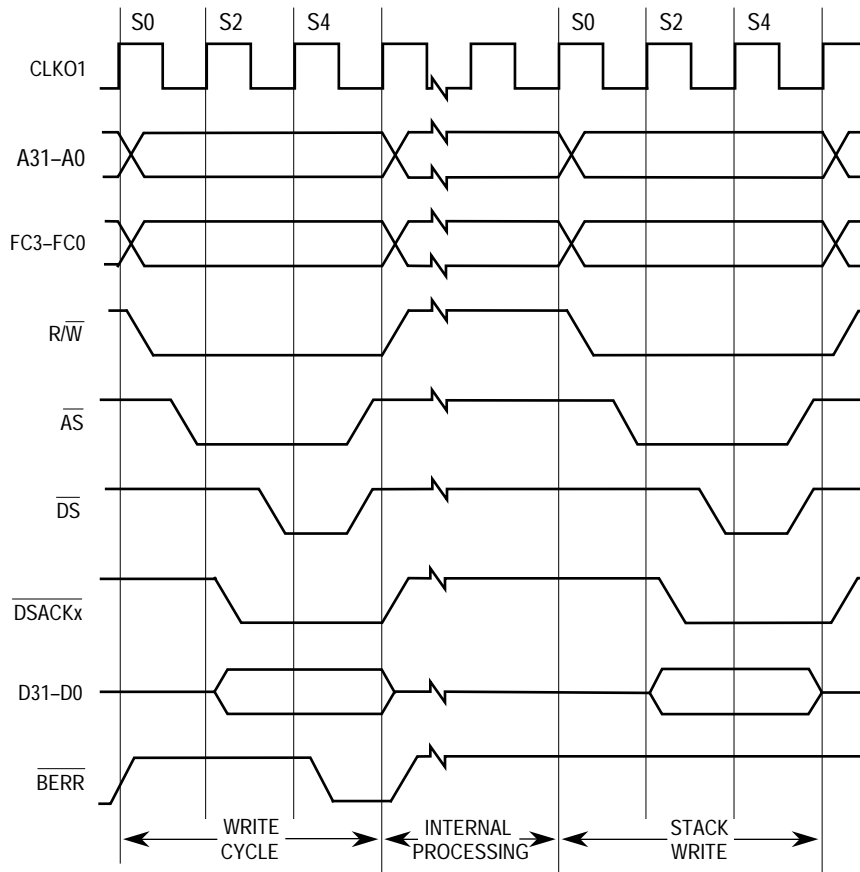 S0 S2 S4 S0 S2 S4
CLKO1
A31–A0
FC3–FC0
R/W
AS
DS
DSACKx
D31–D0
BERR
WRITE
CYCLE
INTERNAL
PROCESSING
STACK
WRITE